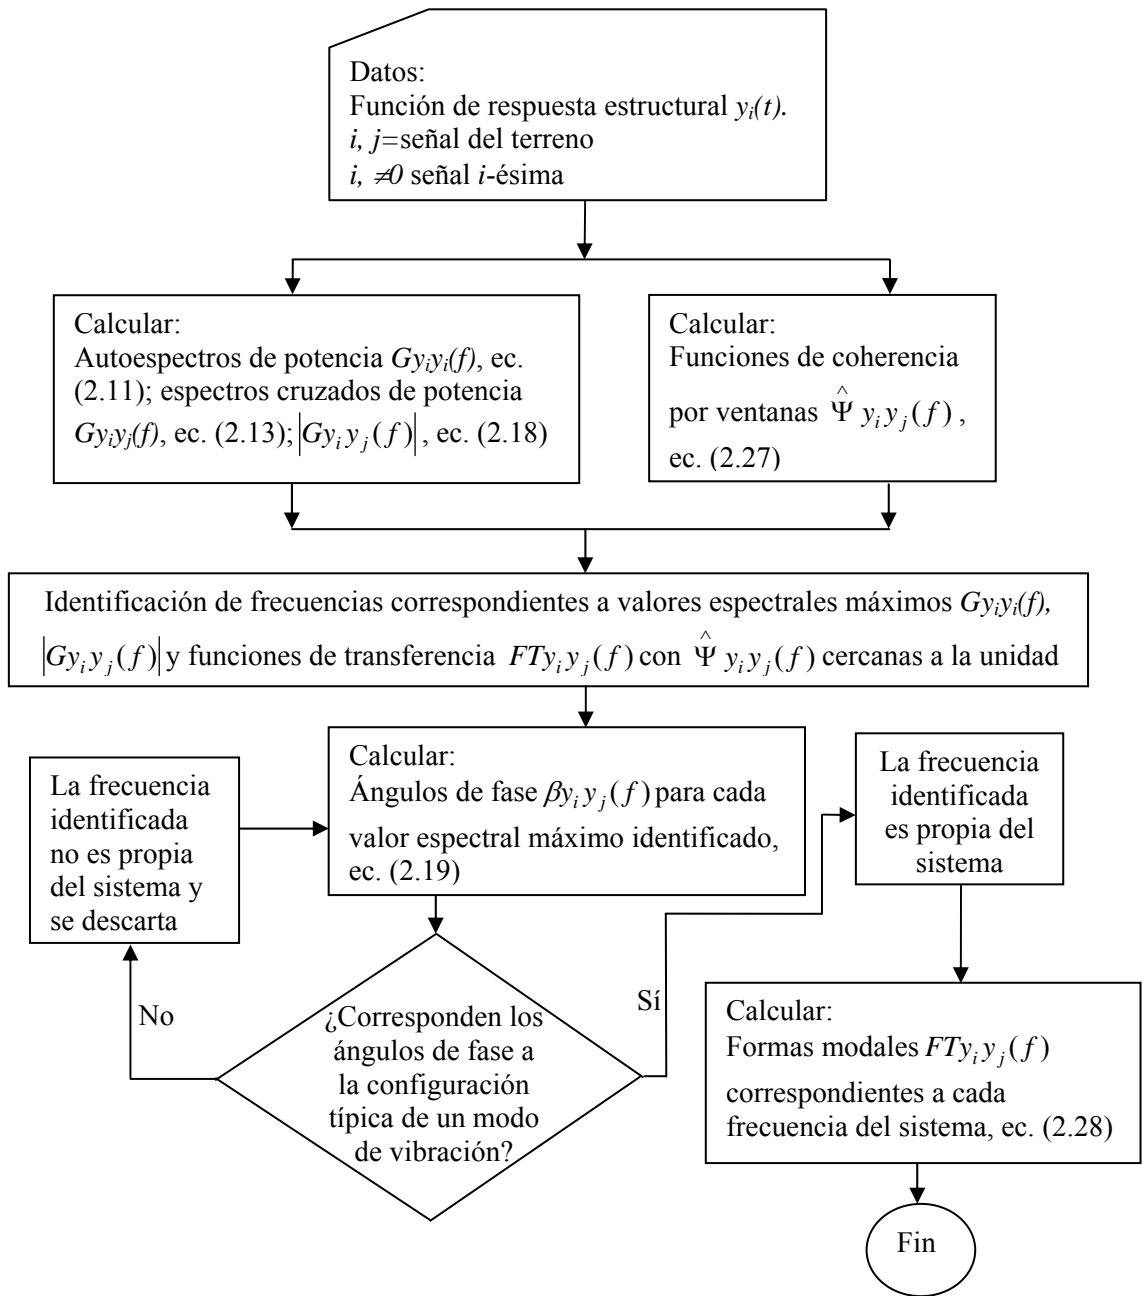 Datos:
Función de respuesta estructural yᵢ(t).
i, j=señal del terreno
i, ≠0 señal i-ésima
Calcular:
Autoespectros de potencia Gyᵢyᵢ(f), ec.
(2.11); espectros cruzados de potencia
Gyᵢyⱼ(f), ec. (2.13); |Gyᵢyⱼ(f)| , ec. (2.18)
Calcular:
Funciones de coherencia
por ventanas Ψ̂ yᵢyⱼ(f) ,
ec. (2.27)
Identificación de frecuencias correspondientes a valores espectrales máximos Gyᵢyᵢ(f),
|Gyᵢyⱼ(f)| y funciones de transferencia FTyᵢyⱼ(f) con Ψ̂ yᵢyⱼ(f) cercanas a la unidad
La frecuencia
identificada
no es propia
del sistema y
se descarta
Calcular:
Ángulos de fase βyᵢyⱼ(f) para cada
valor espectral máximo identificado,
ec. (2.19)
La frecuencia
identificada
es propia del
sistema
No
¿Corresponden los
ángulos de fase a
la configuración
típica de un modo
de vibración?
Sí
Calcular:
Formas modales FTyᵢyⱼ(f)
correspondientes a cada
frecuencia del sistema, ec. (2.28)
Fin